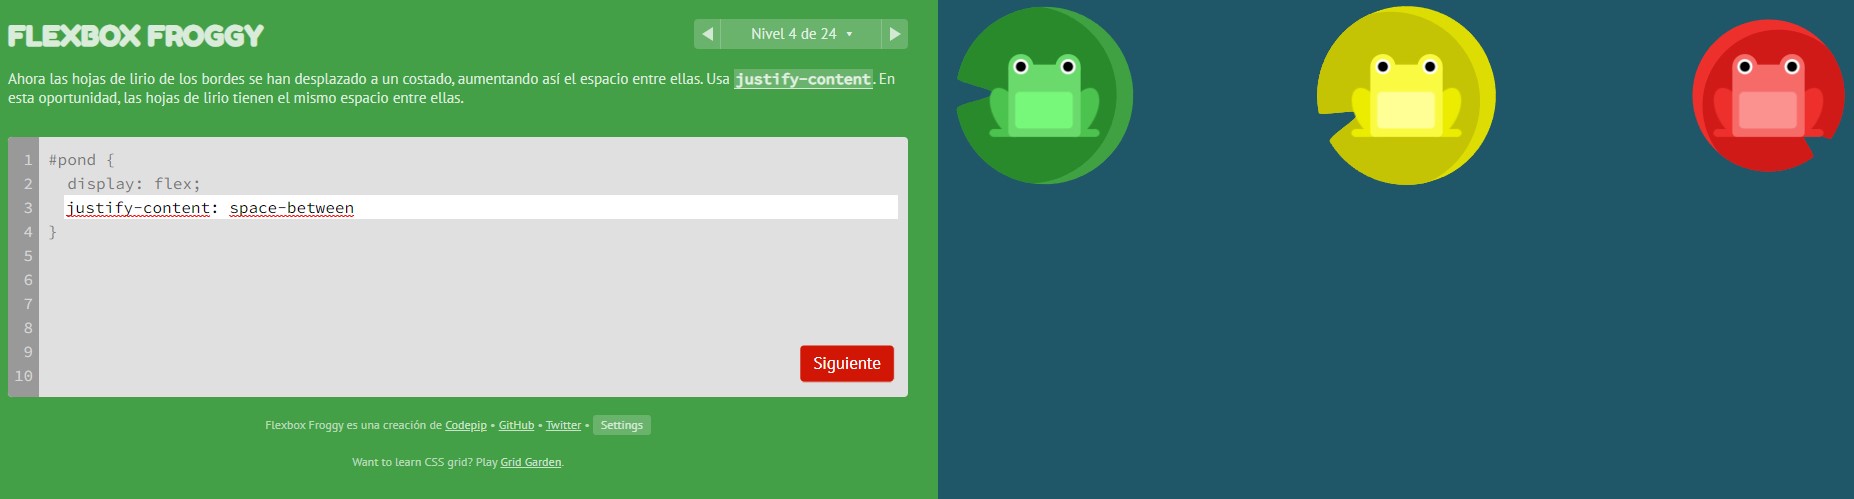 FLEXBOX FROGGY
Nivel 4 de 24
Ahora las hojas de lirio de los bordes se han desplazado a un costado, aumentando así el espacio entre ellas. Usa justify-content. En
esta oportunidad, las hojas de lirio tienen el mismo espacio entre ellas.
1 #pond {
2 display: flex;
3 justify-content: space-between
4 }
5
6
7
8
9
10
Siguiente
Flexbox Froggy es una creación de Codepip • GitHub • Twitter • Settings
Want to learn CSS grid? Play Grid Garden.